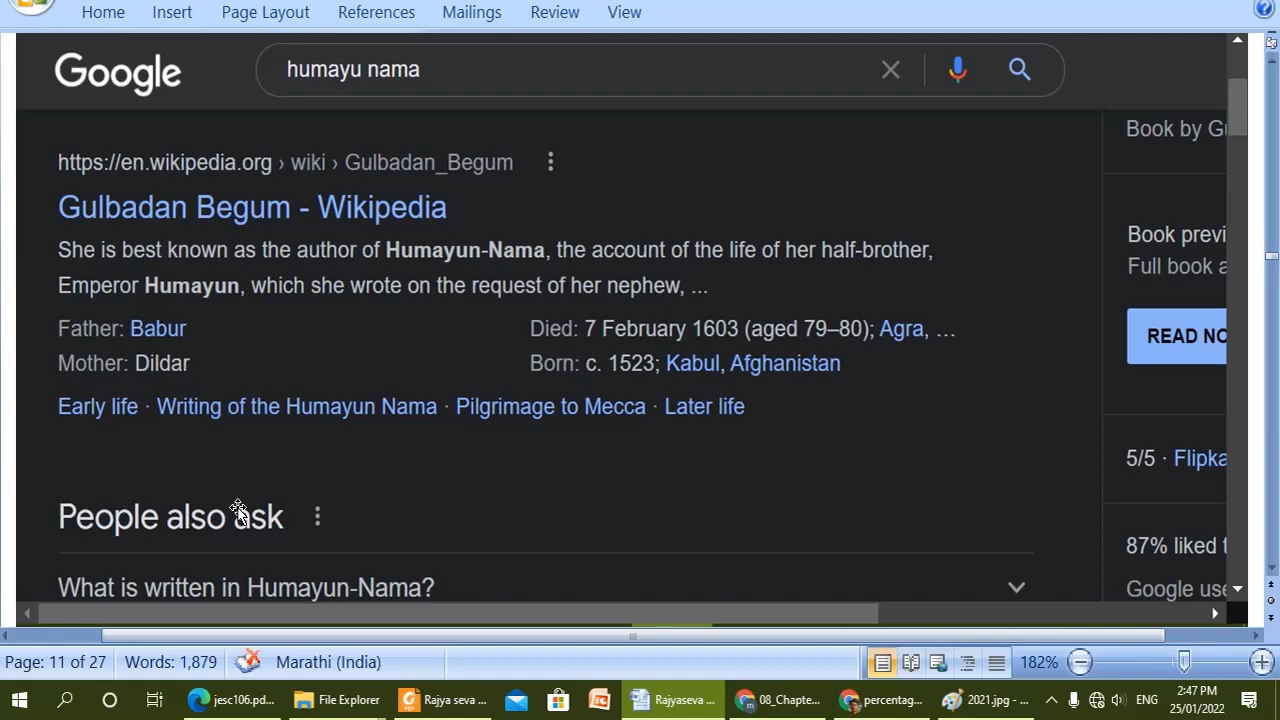 Home Insert Page Layout References Mailings Review View
Google humayu nama
Book by Gu
https://en.wikipedia.org › wiki › Gulbadan_Begum
Gulbadan Begum - Wikipedia
She is best known as the author of Humayun-Nama, the account of the life of her half-brother,
Emperor Humayun, which she wrote on the request of her nephew, ...
Father: Babur Died: 7 February 1603 (aged 79–80); Agra, …
Mother: Dildar Born: c. 1523; Kabul, Afghanistan
Early life · Writing of the Humayun Nama · Pilgrimage to Mecca · Later life
Book previ
Full book a
READ NO
5/5 · Flipka
People also ask
87% liked t
What is written in Humayun-Nama?
Google use
Page: 11 of 27 Words: 1,879 Marathi (India) 182%
jesc106.pd... File Explorer Rajya seva ... Rajyaseva ... 08_Chapte... percentag... 2021.jpg - ... ENG 2:47 PM
25/01/2022